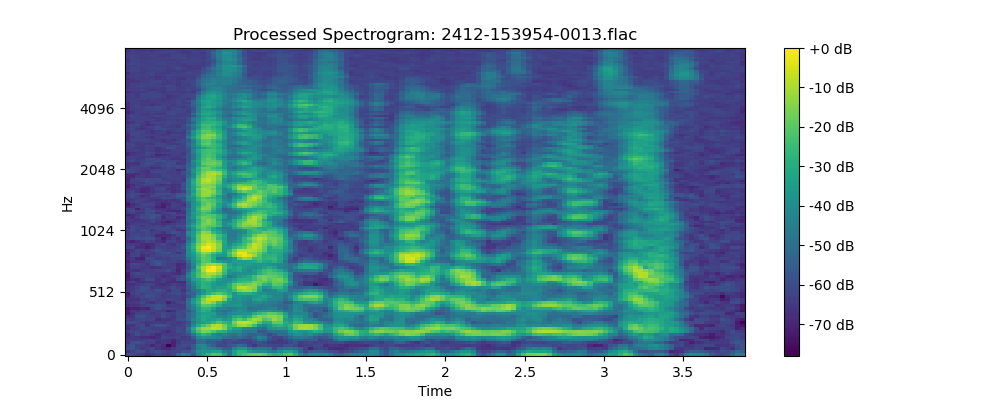 Processed Spectrogram: 2412-153954-0013.flac
Hz
4096
2048
1024
512
0
0 0.5 1 1.5 2 2.5 3 3.5
Time
+0 dB
-10 dB
-20 dB
-30 dB
-40 dB
-50 dB
-60 dB
-70 dB